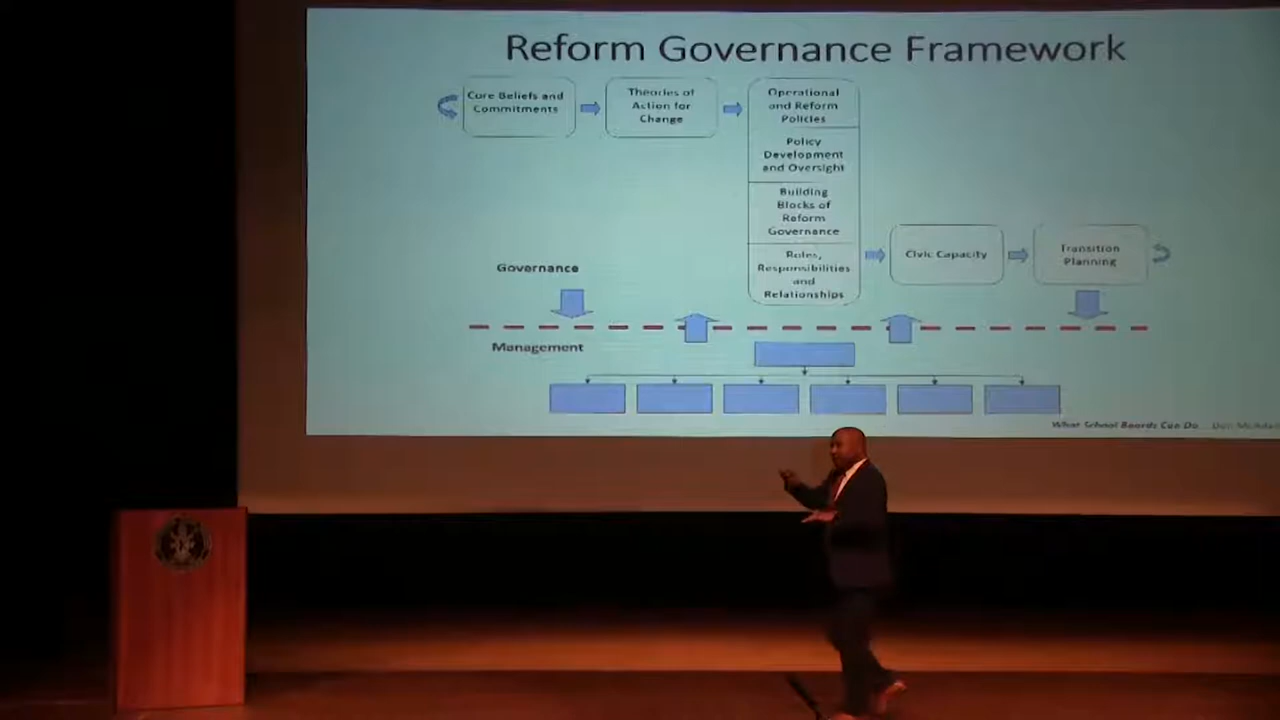 Reform Governance Framework
Core Beliefs and
Commitments
Theories of
Action for
Change
Operational
and Reform
Policies
Policy
Development
and Oversight
Building
Blocks of
Reform
Governance
Roles,
Responsibilities
and
Relationships
Civic Capacity
Transition
Planning
Governance
Management
What School Boards Can Do... Don